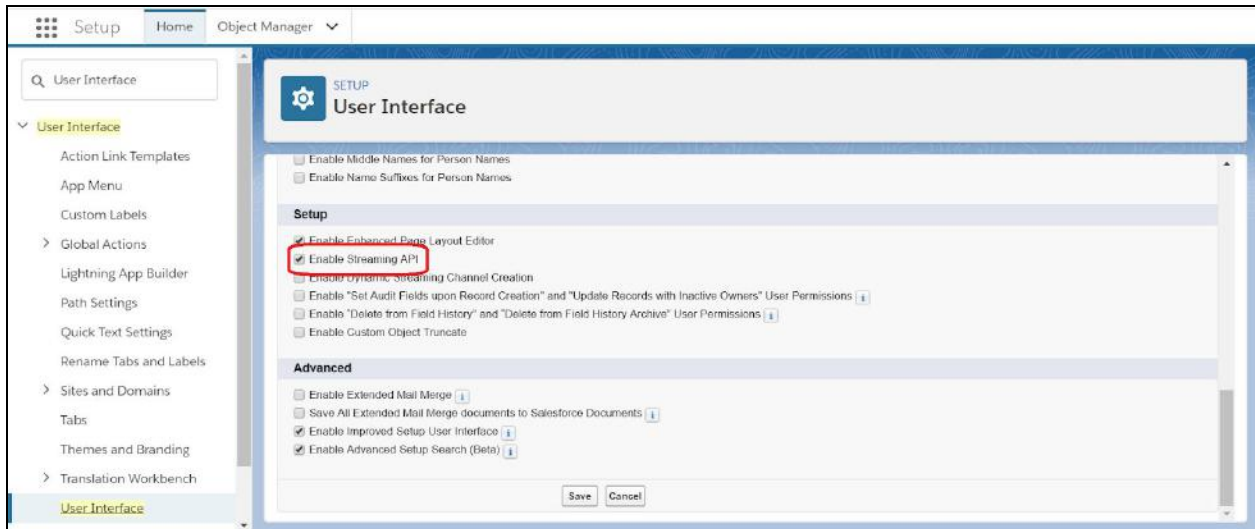 Setup
Home
Object Manager
User Interface
User Interface
Action Link Templates
App Menu
Custom Labels
Global Actions
Lightning App Builder
Path Settings
Quick Text Settings
Rename Tabs and Labels
Sites and Domains
Tabs
Themes and Branding
Translation Workbench
User Interface
SETUP
User Interface
Enable Middle Names for Person Names
Enable Name Suffixes for Person Names
Setup
Enable Enhanced Page Layout Editor
Enable Streaming API
Enable Dynamic Streaming Channel Creation
Enable "Set Audit Fields upon Record Creation" and "Update Records with Inactive Owners" User Permissions i
Enable "Delete from Field History" and "Delete from Field History Archive" User Permissions i
Enable Custom Object Truncate
Advanced
Enable Extended Mail Merge i
Save All Extended Mail Merge documents to Salesforce Documents i
Enable Improved Setup User Interface i
Enable Advanced Setup Search (Beta) i
Save Cancel